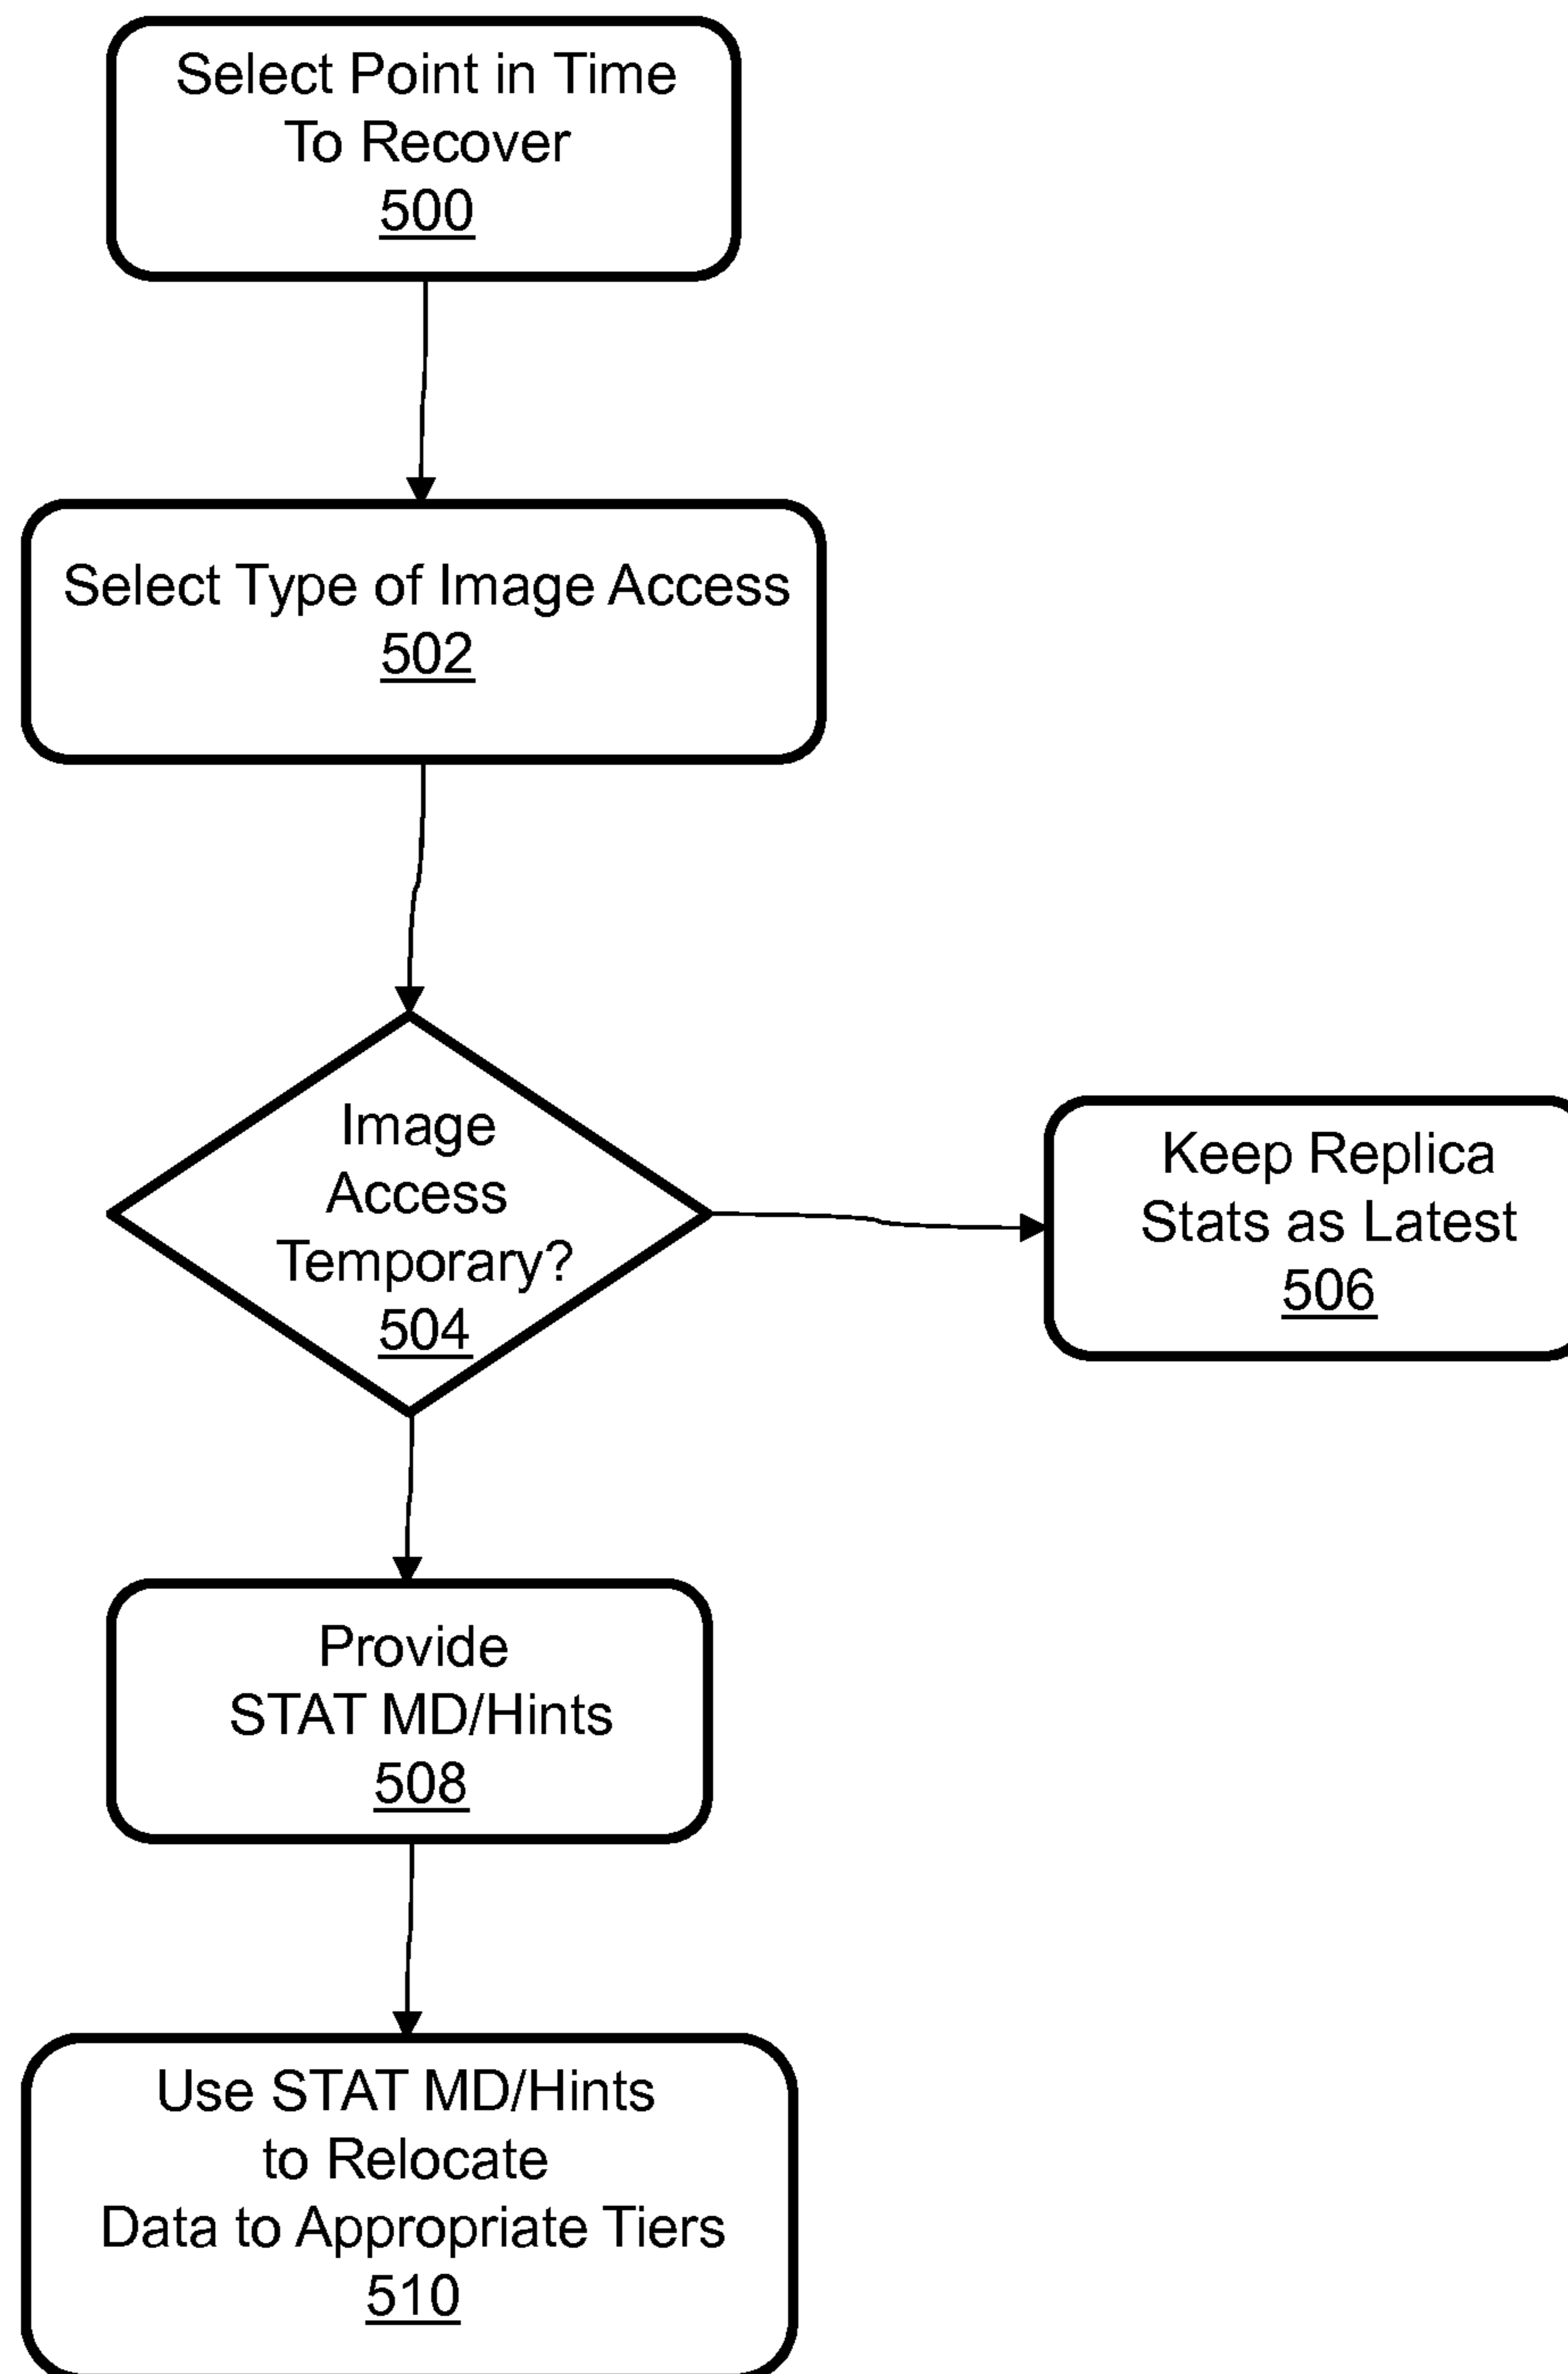 Select Point in Time
To Recover
500
Select Type of Image Access
502
Image
Access
Temporary?
504
Keep Replica
Stats as Latest
506
Provide
STAT MD/Hints
508
Use STAT MD/Hints
to Relocate
Data to Appropriate Tiers
510